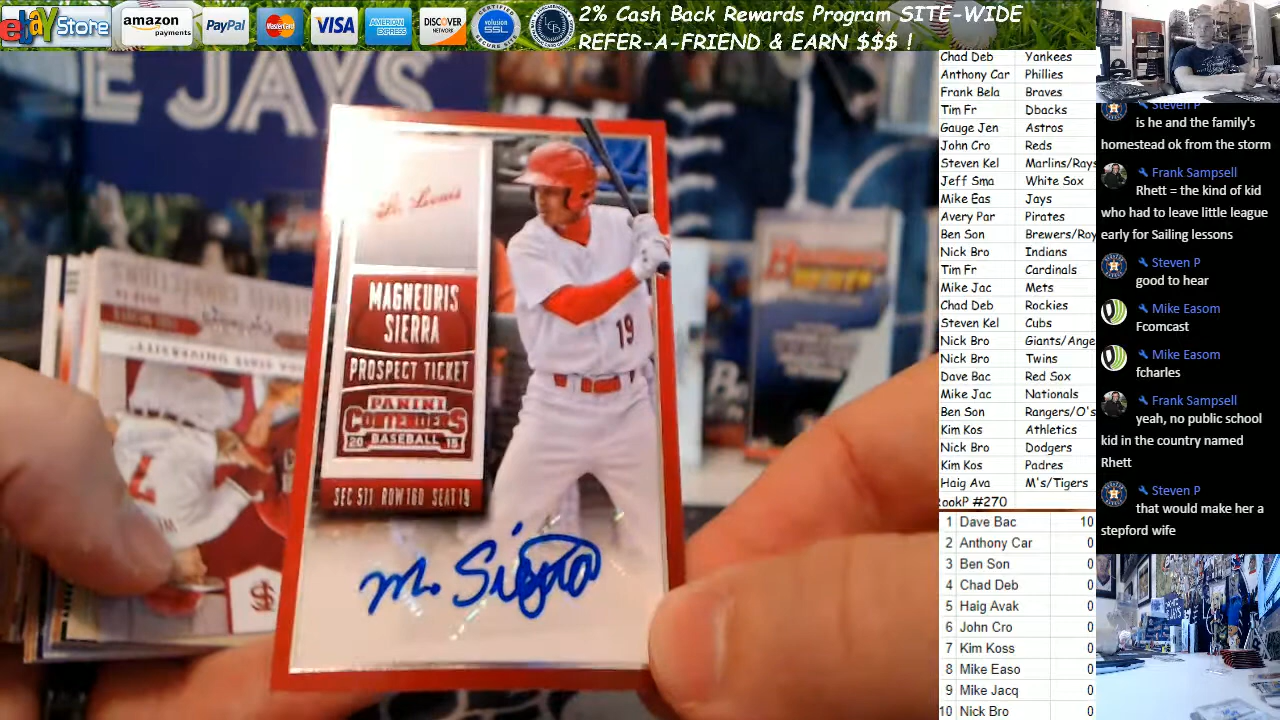 ebay Store
amazon
payments
PayPal
MasterCard
VISA
AMERICAN
EXPRESS
DISCOVER
NETWORK
volusion
SSL
2% Cash Back Rewards Program SITE-WIDE
REFER-A-FRIEND & EARN $$$ !
E JAYS
St. Louis
MAGNEURIS
SIERRA
PROSPECT TICKET
PANINI
CONTENDERS
20 BASEBALL 15
SEC 511 ROW 160 SEAT 19
19
M. Sierra
Chad Deb Yankees
Anthony Car Phillies
Frank Bela Braves
Tim Fr Dbacks
Gauge Jen Astros
John Cro Reds
Steven Kel Marlins/Rays
Jeff Sma White Sox
Mike Eas Jays
Avery Par Pirates
Ben Son Brewers/Roy
Nick Bro Indians
Tim Fr Cardinals
Mike Jac Mets
Chad Deb Rockies
Steven Kel Cubs
Nick Bro Giants/Ange
Nick Bro Twins
Dave Bac Red Sox
Mike Jac Nationals
Ben Son Rangers/O's
Kim Kos Athletics
Nick Bro Dodgers
Kim Kos Padres
Haig Ava M's/Tigers
RookP #270
1 Dave Bac 10
2 Anthony Car 0
3 Ben Son 0
4 Chad Deb 0
5 Haig Avak 0
6 John Cro 0
7 Kim Koss 0
8 Mike Easo 0
9 Mike Jacq 0
10 Nick Bro 0
Steven P
is he and the family's
homestead ok from the storm
Frank Sampsell
Rhett = the kind of kid
who had to leave little league
early for Sailing lessons
Steven P
good to hear
Mike Easom
Fcomcast
Mike Easom
fcharles
Frank Sampsell
yeah, no public school
kid in the country named
Rhett
Steven P
that would make her a
stepford wife